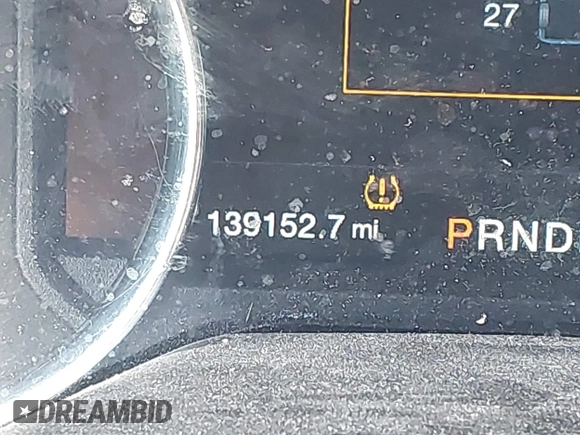 27
139152.7 mi
PRND
DREAMBID